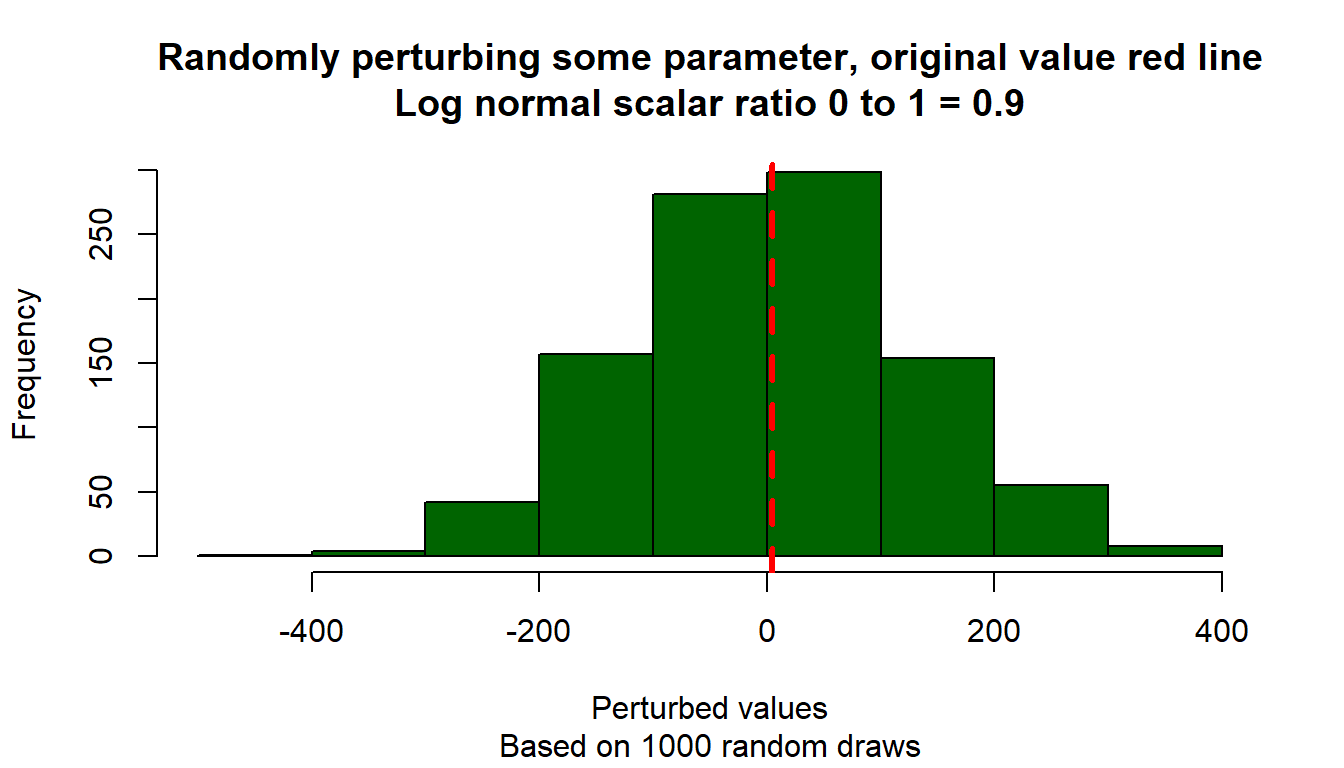 Randomly perturbing some parameter, original value red line
Log normal scalar ratio 0 to 1 = 0.9
Frequency
250
150
50
0
-400
-200
0
200
400
Perturbed values
Based on 1000 random draws